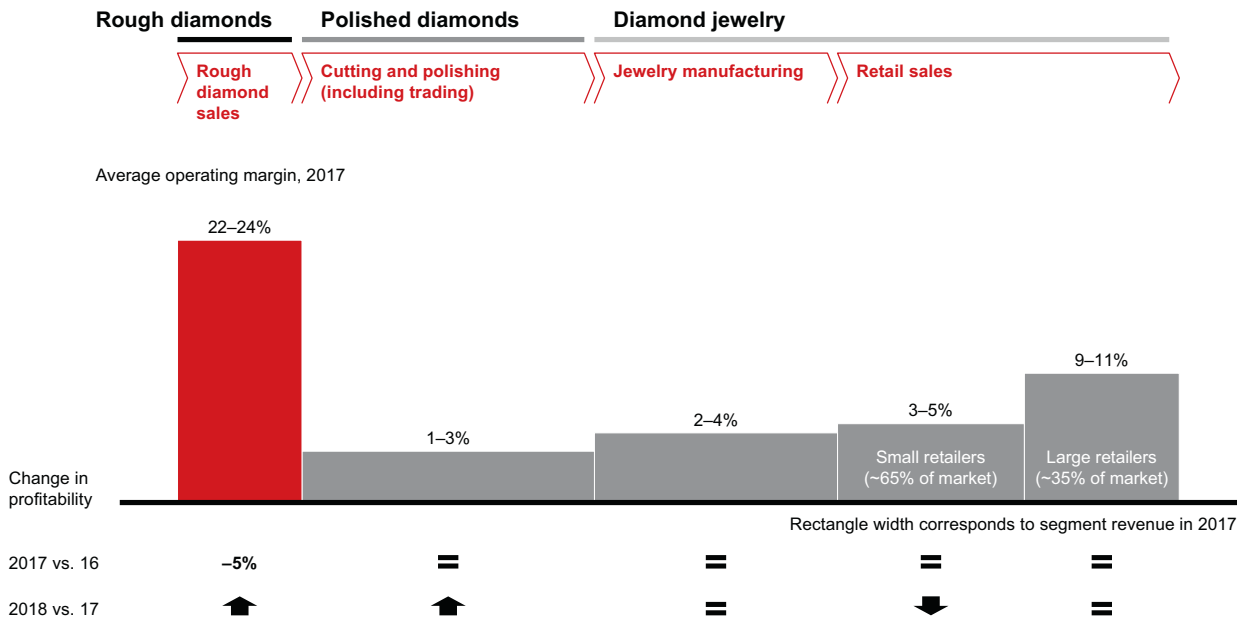 Rough diamonds
Polished diamonds
Diamond jewelry
Rough
diamond
sales
Cutting and polishing
(including trading)
Jewelry manufacturing
Retail sales
Average operating margin, 2017
22–24%
1–3%
2–4%
3–5%
9–11%
Small retailers
(~65% of market)
Large retailers
(~35% of market)
Change in
profitability
Rectangle width corresponds to segment revenue in 2017
2017 vs. 16
–5%
=
=
=
=
2018 vs. 17
=
=